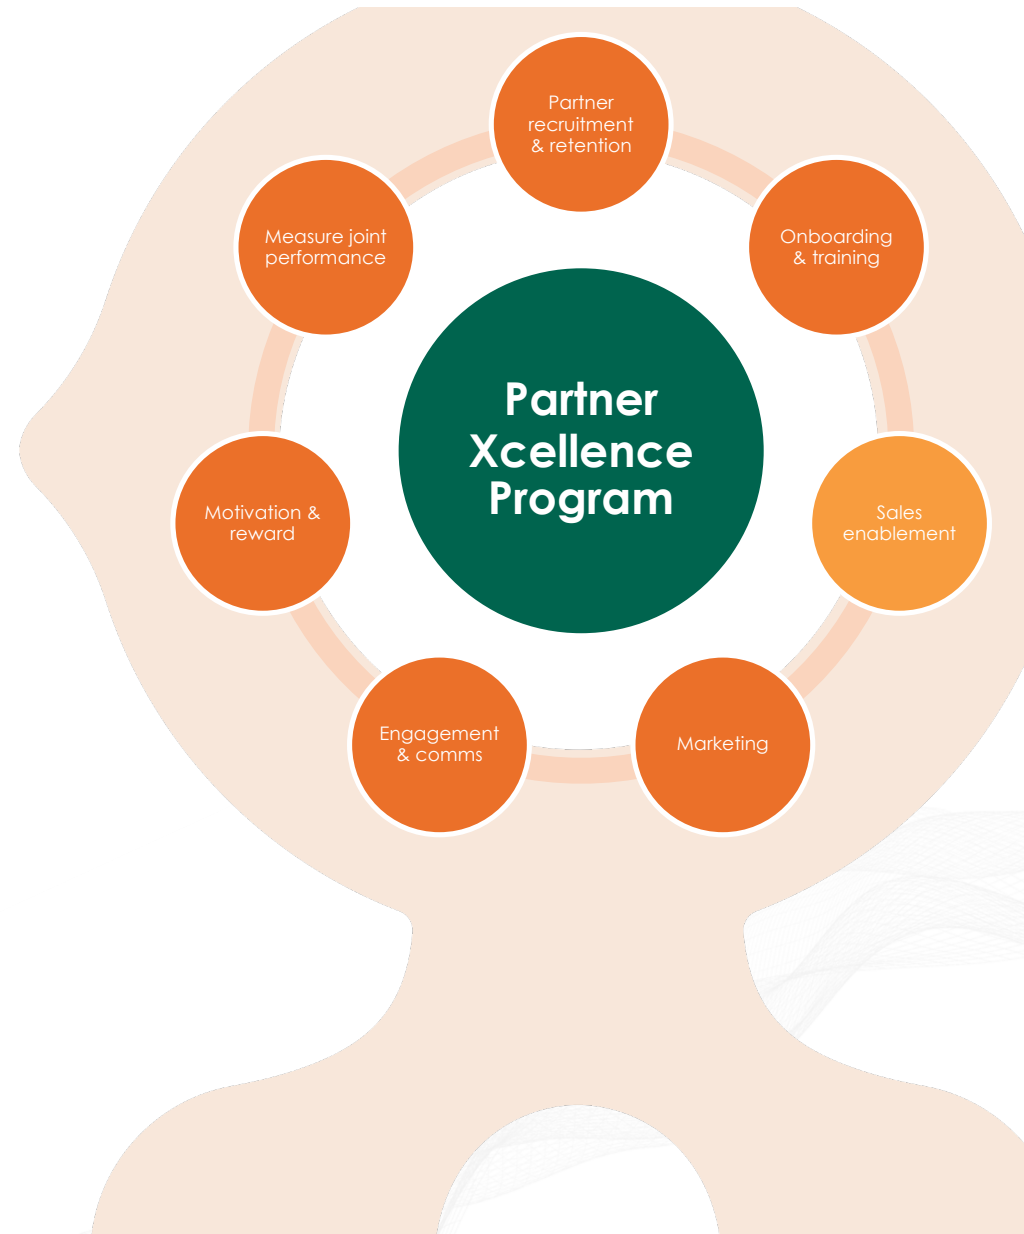 Partner
recruitment
& retention
Onboarding
& training
Sales
enablement
Marketing
Engagement
& comms
Motivation &
reward
Measure joint
performance
Partner
Xcellence
Program